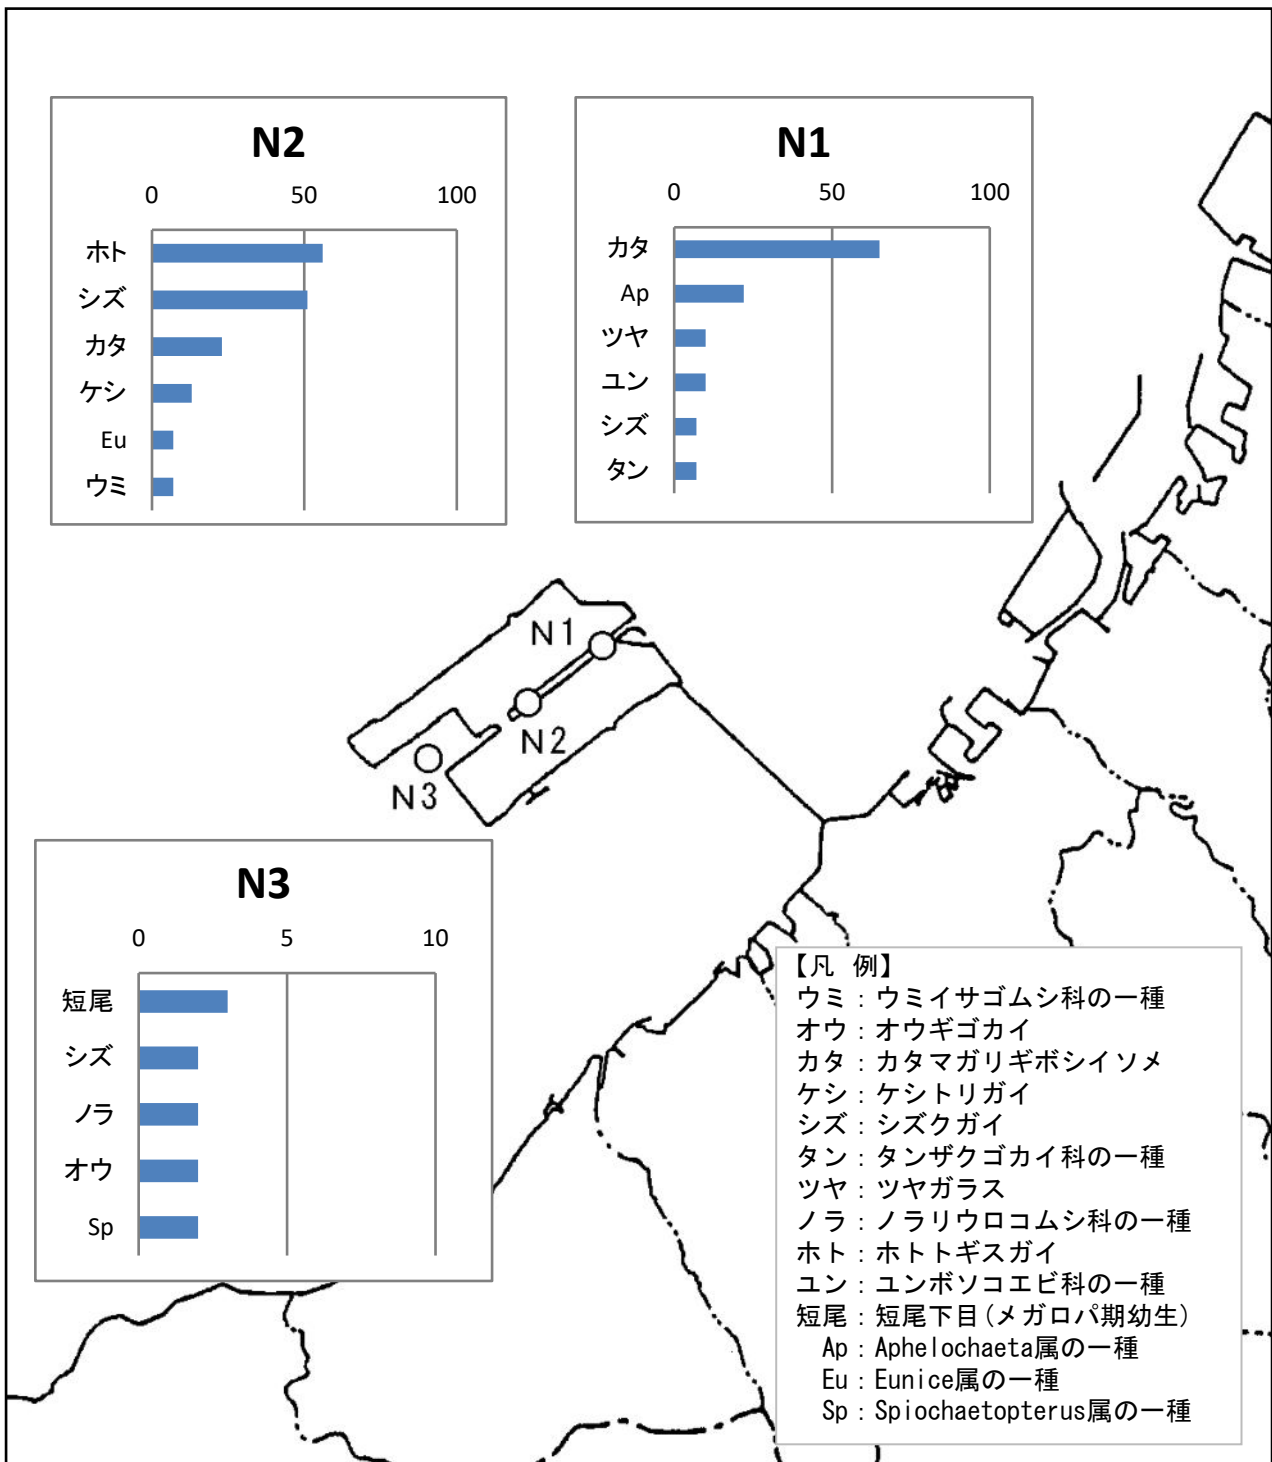 N2
0 50 100
ホト
シズ
カタ
ケシ
Eu
ウミ
N1
0 50 100
カタ
Ap
ツヤ
ユン
シズ
タン
N1
N2
N3
N3
0 5 10
短尾
シズ
ノラ
オウ
Sp
【凡 例】
ウミ：ウミイサゴムシ科の一種
オウ：オウギゴカイ
カタ：カタマガリギボシイソメ
ケシ：ケシトリガイ
シズ：シズクガイ
タン：タンザクゴカイ科の一種
ツヤ：ツヤガラス
ノラ：ノラリウロコムシ科の一種
ホト：ホトトギスガイ
ユン：ユンボソコエビ科の一種
短尾：短尾下目(メガロパ期幼生)
Ap：Aphelochaeta属の一種
Eu：Eunice属の一種
Sp：Spiochaetopterus属の一種